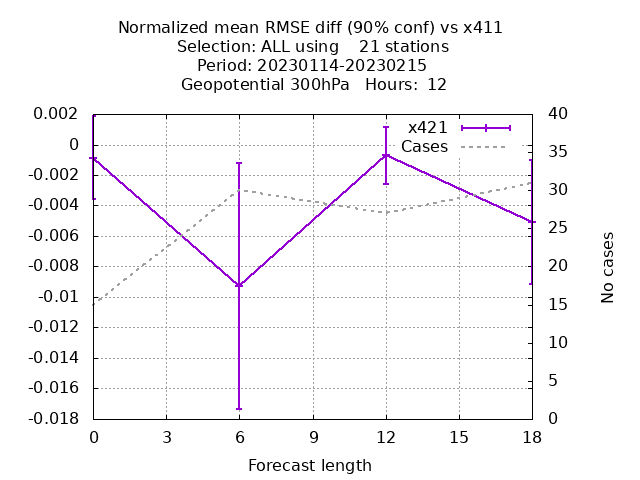 Normalized mean RMSE diff (90% conf) vs x411
Selection: ALL using    21 stations
Period: 20230114-20230215
Geopotential 300hPa   Hours:  12
0.002
0
-0.002
-0.004
-0.006
-0.008
-0.01
-0.012
-0.014
-0.016
-0.018
x421
Cases
40
35
30
25
20
15
10
5
0
No cases
0 3 6 9 12 15 18
Forecast length